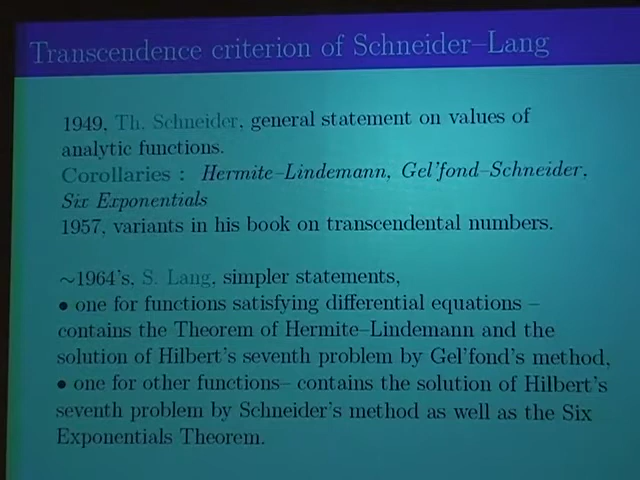 Transcendence criterion of Schneider–Lang
1949, Th. Schneider, general statement on values of
analytic functions.
Corollaries : Hermite–Lindemann, Gel'fond–Schneider,
Six Exponentials
1957, variants in his book on transcendental numbers.
∼1964's, S. Lang, simpler statements,
• one for functions satisfying differential equations –
contains the Theorem of Hermite–Lindemann and the
solution of Hilbert's seventh problem by Gel'fond's method,
• one for other functions– contains the solution of Hilbert's
seventh problem by Schneider's method as well as the Six
Exponentials Theorem.